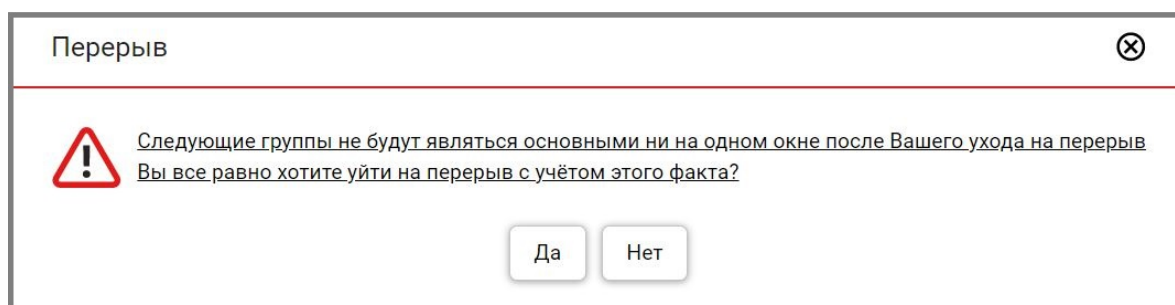 Перерыв
Следующие группы не будут являться основными ни на одном окне после Вашего ухода на перерыв
Вы все равно хотите уйти на перерыв с учётом этого факта?
Да Нет